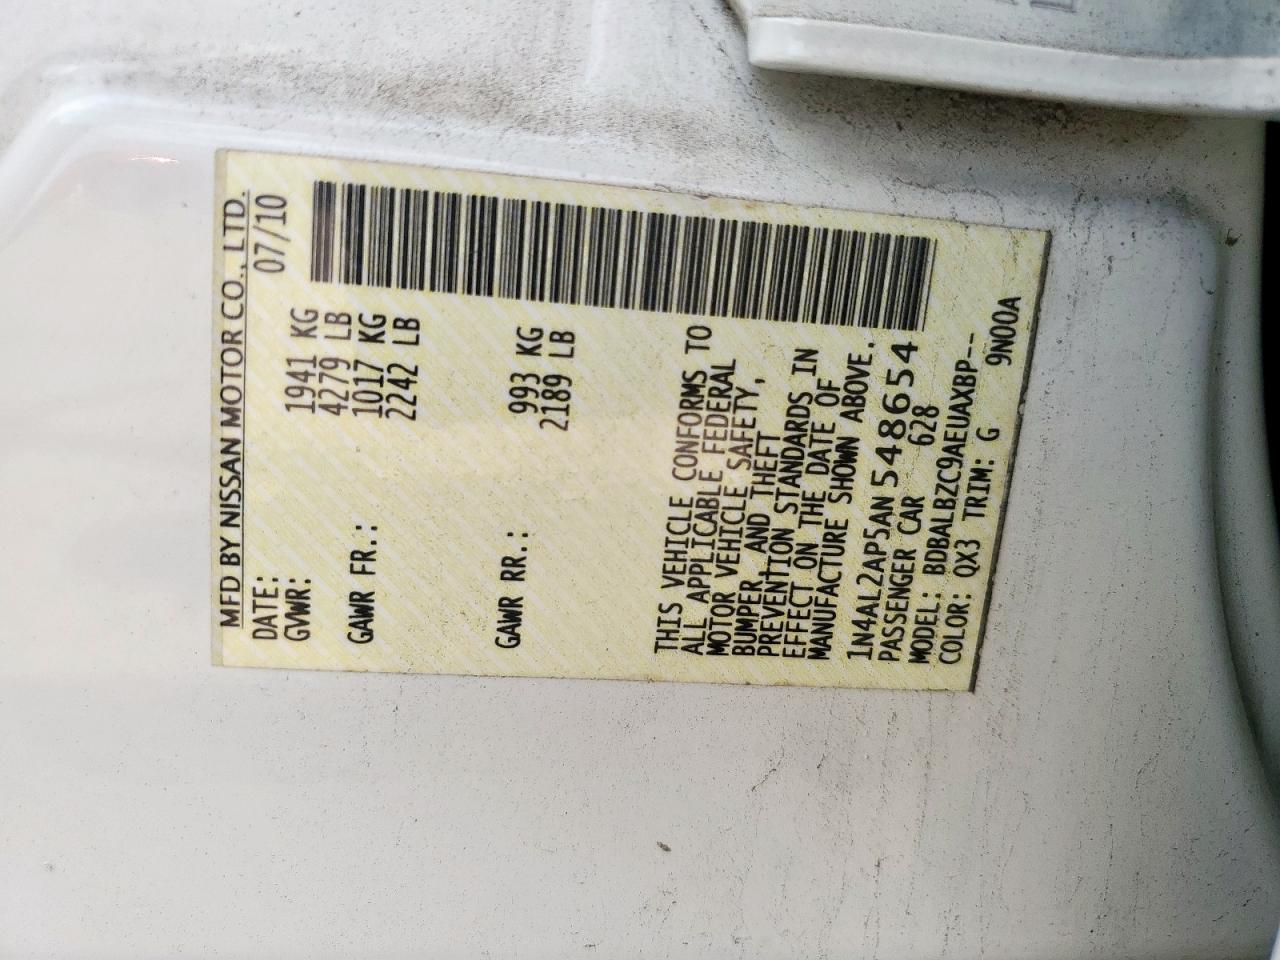 MFD BY NISSAN MOTOR CO., LTD.
DATE: 07/10
GVWR: 1941 KG
4279 LB
GAWR FR.: 1017 KG
2242 LB
GAWR RR.: 993 KG
2189 LB
THIS VEHICLE CONFORMS TO
ALL APPLICABLE FEDERAL
MOTOR VEHICLE SAFETY,
BUMPER, AND THEFT
PREVENTION STANDARDS IN
EFFECT ON THE DATE OF
MANUFACTURE SHOWN ABOVE.
1N4AL2AP5AN548654
PASSENGER CAR 628
MODEL: BDBALBZC9AEUAXBP--
COLOR: QX3 TRIM: G 9N00A